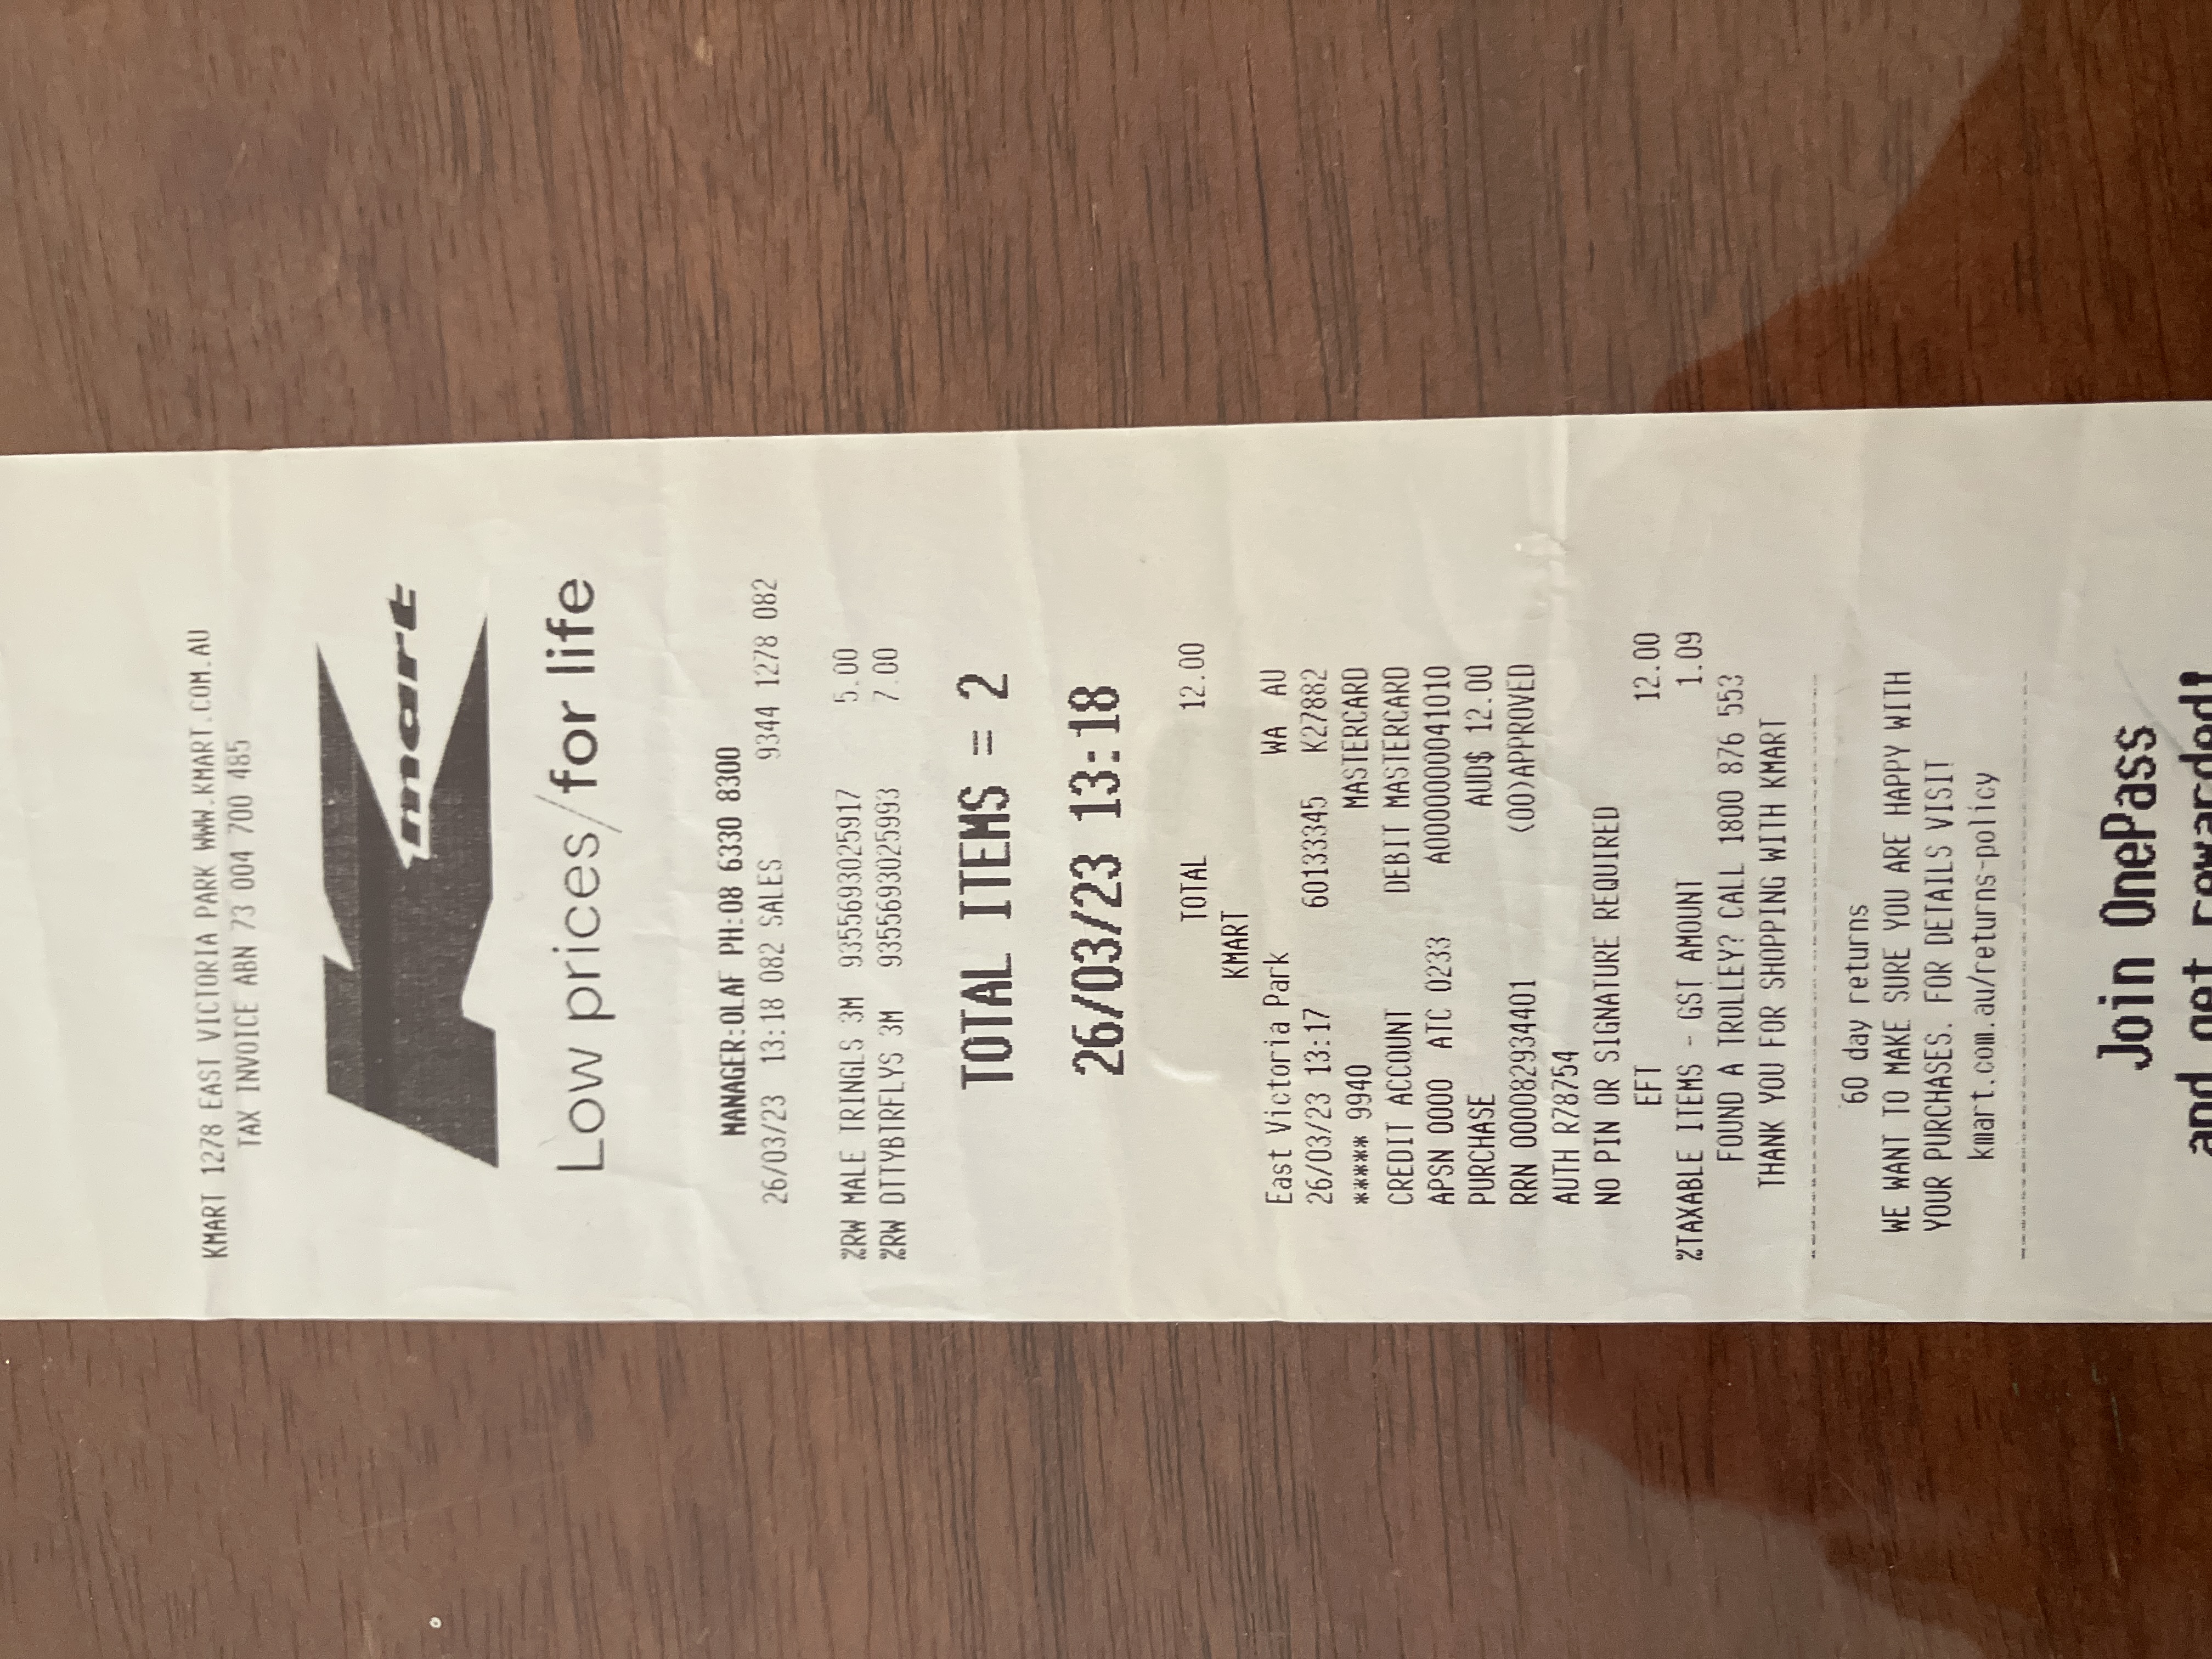 KMART 1278 EAST VICTORIA PARK WWW.KMART.COM.AU
TAX INVOICE ABN 73 004 700 485
Kmart
Low prices/for life
MANAGER:OLAF PH:08 6330 8300
26/03/23 13:18 082 SALES 9344 1278 082
%RW MALE TRINGLS 3M 9355693025917 5.00
%RW DTTYBTRFLYS 3M 9355693025993 7.00
TOTAL ITEMS = 2
26/03/23 13:18
TOTAL 12.00
KMART
East Victoria Park WA AU
26/03/23 13:17 60133345 K27882
***** 9940 MASTERCARD
CREDIT ACCOUNT DEBIT MASTERCARD
APSN 0000 ATC 0233 A0000000041010
PURCHASE AUD$ 12.00
RRN 000082934401 (00)APPROVED
AUTH R78754
NO PIN OR SIGNATURE REQUIRED
EFT 12.00
%TAXABLE ITEMS - GST AMOUNT 1.09
FOUND A TROLLEY? CALL 1800 876 553
THANK YOU FOR SHOPPING WITH KMART
60 day returns
WE WANT TO MAKE SURE YOU ARE HAPPY WITH
YOUR PURCHASES. FOR DETAILS VISIT
kmart.com.au/returns-policy
Join OnePass
and get rewarded!